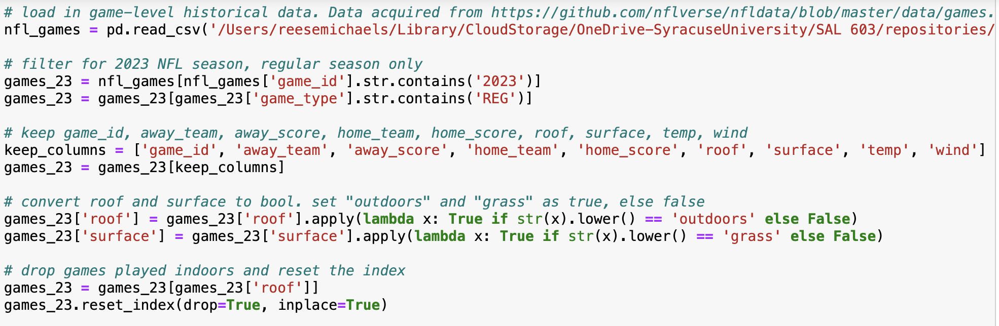 # load in game-level historical data. Data acquired from https://github.com/nflverse/nfldata/blob/master/data/games.
nfl_games = pd.read_csv('/Users/reesemichaels/Library/CloudStorage/OneDrive-SyracuseUniversity/SAL 603/repositories/
# filter for 2023 NFL season, regular season only
games_23 = nfl_games[nfl_games['game_id'].str.contains('2023')]
games_23 = games_23[games_23['game_type'].str.contains('REG')]
# keep game_id, away_team, away_score, home_team, home_score, roof, surface, temp, wind
keep_columns = ['game_id', 'away_team', 'away_score', 'home_team', 'home_score', 'roof', 'surface', 'temp', 'wind']
games_23 = games_23[keep_columns]
# convert roof and surface to bool. set "outdoors" and "grass" as true, else false
games_23['roof'] = games_23['roof'].apply(lambda x: True if str(x).lower() == 'outdoors' else False)
games_23['surface'] = games_23['surface'].apply(lambda x: True if str(x).lower() == 'grass' else False)
# drop games played indoors and reset the index
games_23 = games_23[games_23['roof']]
games_23.reset_index(drop=True, inplace=True)